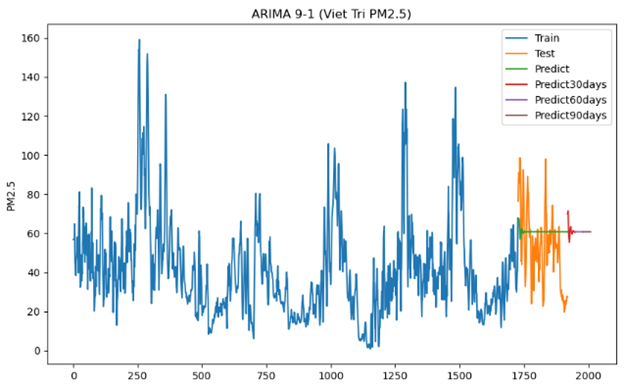 ARIMA 9-1 (Viet Tri PM2.5)
Train
Test
Predict
Predict30days
Predict60days
Predict90days
PM2.5
160
140
120
100
80
60
40
20
0
0 250 500 750 1000 1250 1500 1750 2000